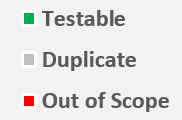 Testable
Duplicate
Out of Scope